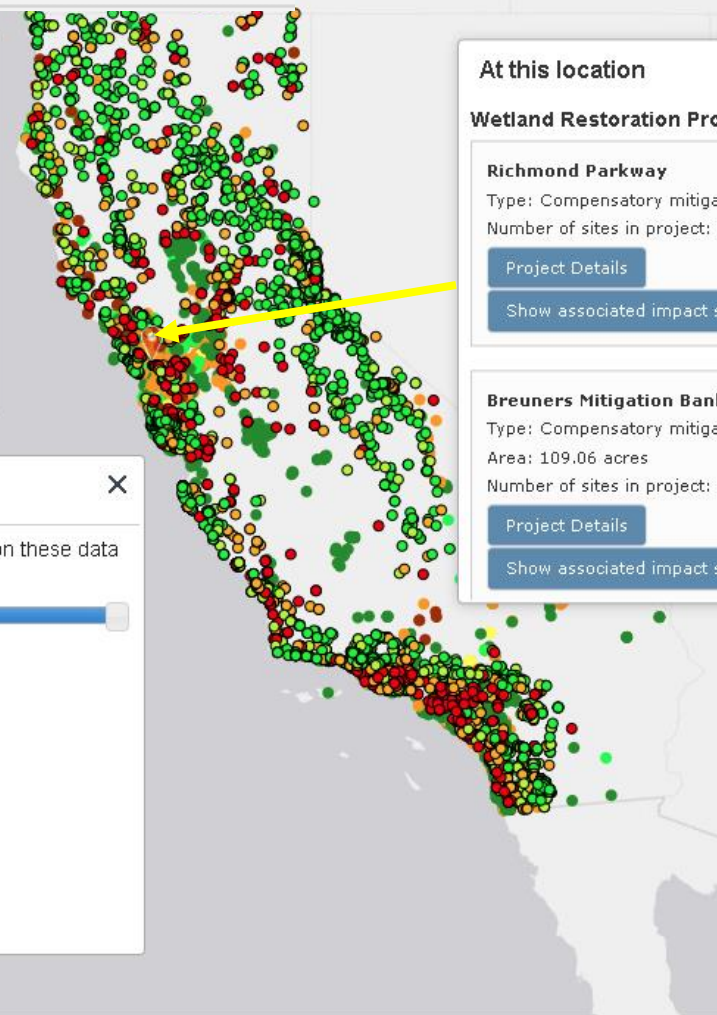 At this location
Wetland Restoration Pro
Richmond Parkway
Type: Compensatory mitiga
Number of sites in project:
Project Details
Show associated impact s
Breuners Mitigation Ban
Type: Compensatory mitiga
Area: 109.06 acres
Number of sites in project:
Project Details
Show associated impact s
on these data